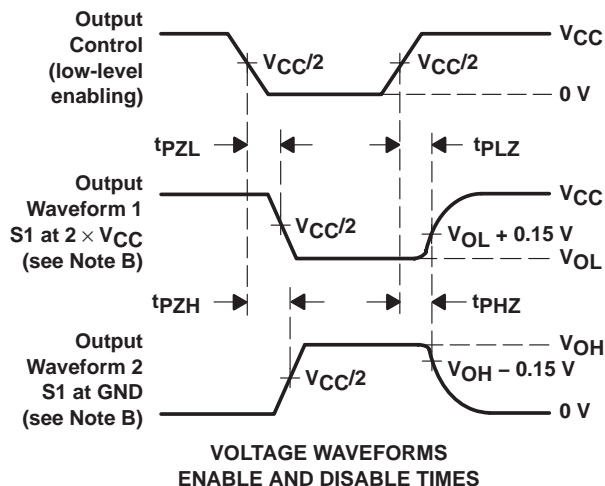 Output
Control
(low-level
enabling)
VCC/2
VCC/2
VCC
0 V
tPZL
tPLZ
Output
Waveform 1
S1 at 2 × VCC
(see Note B)
VCC/2
VCC
VOL + 0.15 V
VOL
tPZH
tPHZ
Output
Waveform 2
S1 at GND
(see Note B)
VCC/2
VOH
VOH − 0.15 V
0 V
VOLTAGE WAVEFORMS
ENABLE AND DISABLE TIMES